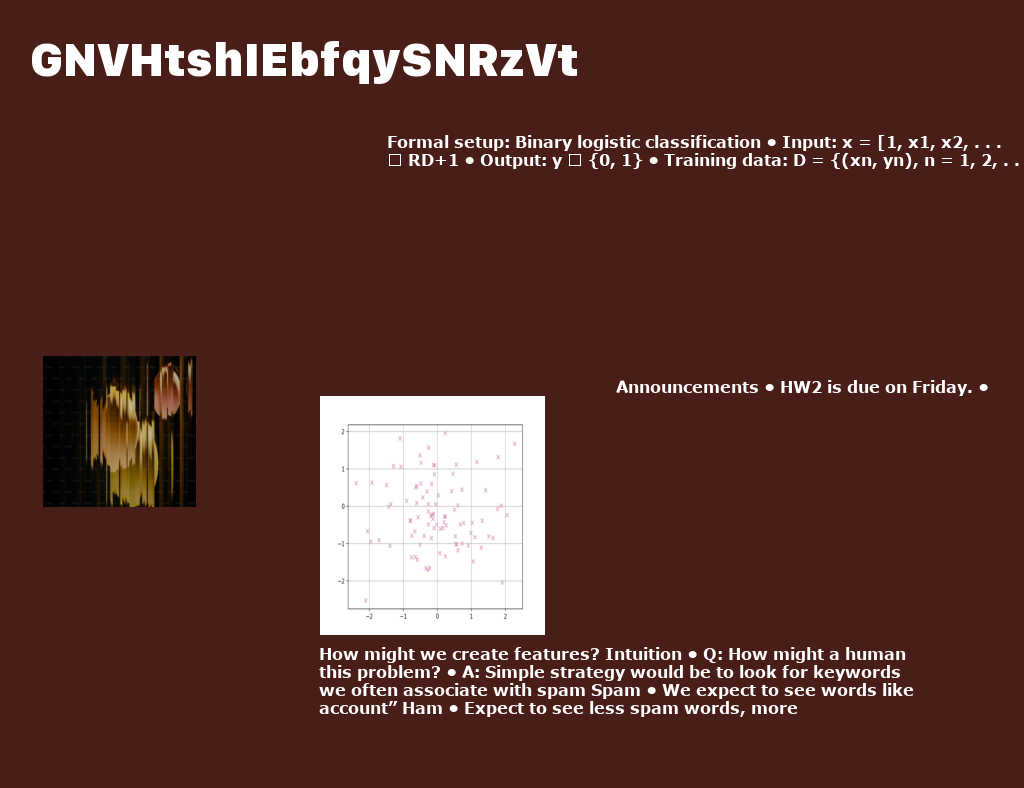 GNVHtshIEbfqySNRzVt
Formal setup: Binary logistic classification • Input: x = [1, x1, x2, . . .
□ RD+1 • Output: y □ {0, 1} • Training data: D = {(xn, yn), n = 1, 2, . .
Announcements • HW2 is due on Friday. •
2
1
0
−1
−2
−2 −1 0 1 2
How might we create features? Intuition • Q: How might a human
this problem? • A: Simple strategy would be to look for keywords
we often associate with spam Spam • We expect to see words like
account” Ham • Expect to see less spam words, more